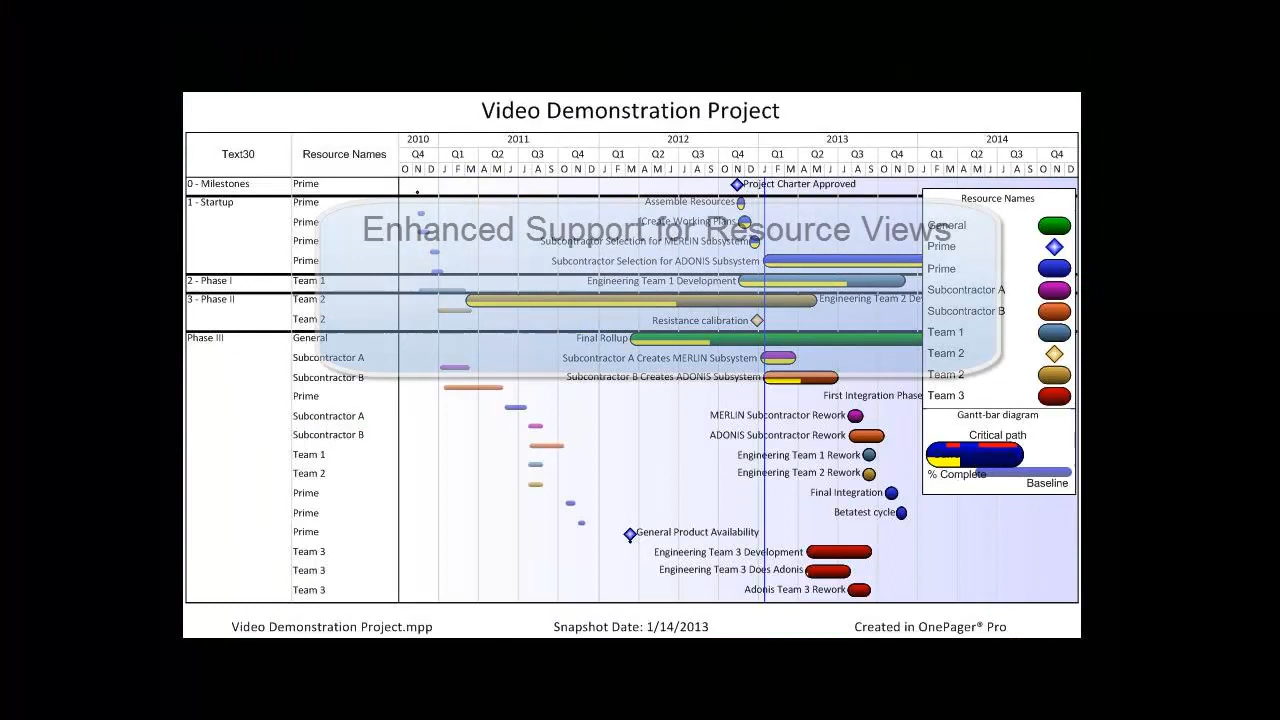 Video Demonstration Project
Text30 Resource Names
2010 2011 2012 2013 2014
Q4 Q1 Q2 Q3 Q4 Q1 Q2 Q3 Q4 Q1 Q2 Q3 Q4 Q1 Q2 Q3 Q4
O N D J F M A M J J A S O N D J F M A M J J A S O N D J F M A M J J A S O N D J F M A M J J A S O N D
0 - Milestones Prime Project Charter Approved
1 - Startup Prime Assemble Resources
Prime Create Working Plans
Enhanced Support for Resource Views
Prime Subcontractor Selection for MERLIN Subsystem
Prime Subcontractor Selection for ADONIS Subsystem
2 - Phase I Team 1 Engineering Team 1 Development
3 - Phase II Team 2 Engineering Team 2 De
Team 2 Resistance calibration
Phase III General Final Rollup
Subcontractor A Subcontractor A Creates MERLIN Subsystem
Subcontractor B Subcontractor B Creates ADONIS Subsystem
Prime First Integration Phase
Subcontractor A MERLIN Subcontractor Rework
Subcontractor B ADONIS Subcontractor Rework
Team 1 Engineering Team 1 Rework
Team 2 Engineering Team 2 Rework
Prime Final Integration
Prime Betatest cycle
Prime General Product Availability
Team 3 Engineering Team 3 Development
Team 3 Engineering Team 3 Does Adonis
Team 3 Adonis Team 3 Rework
Resource Names
General
Prime
Prime
Subcontractor A
Subcontractor B
Team 1
Team 2
Team 2
Team 3
Gantt-bar diagram
Critical path
% Complete
Baseline
Video Demonstration Project.mpp Snapshot Date: 1/14/2013 Created in OnePager® Pro